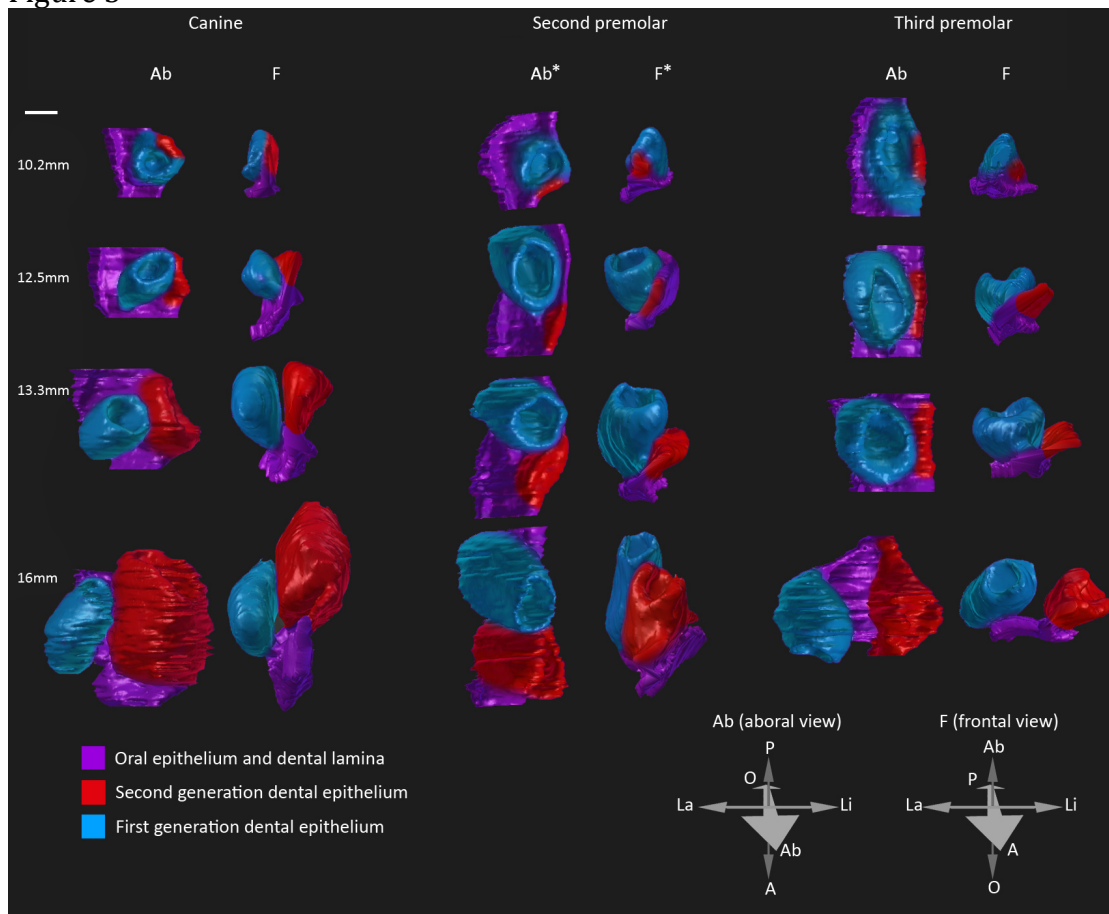 Canine Second premolar Third premolar
Ab F Ab* F* Ab F
10.2mm
12.5mm
13.3mm
16mm
Ab (aboral view) F (frontal view)
P Ab
O P
La Li La Li
Ab A
A O
Oral epithelium and dental lamina
Second generation dental epithelium
First generation dental epithelium